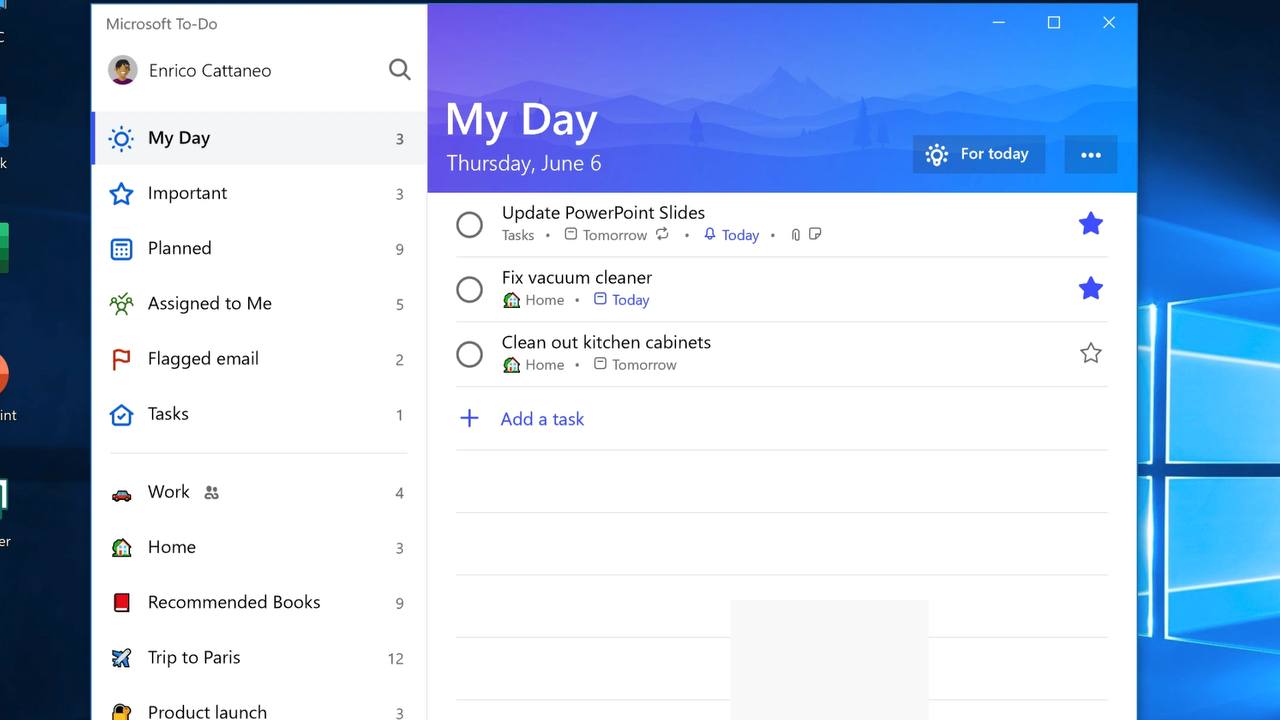 Microsoft To-Do
Enrico Cattaneo
My Day 3
Important 3
Planned 9
Assigned to Me 5
Flagged email 2
Tasks 1
Work 4
Home 3
Recommended Books 9
Trip to Paris 12
Product launch 3
My Day
Thursday, June 6
For today
Update PowerPoint Slides
Tasks • Tomorrow • Today •
Fix vacuum cleaner
Home • Today
Clean out kitchen cabinets
Home • Tomorrow
Add a task